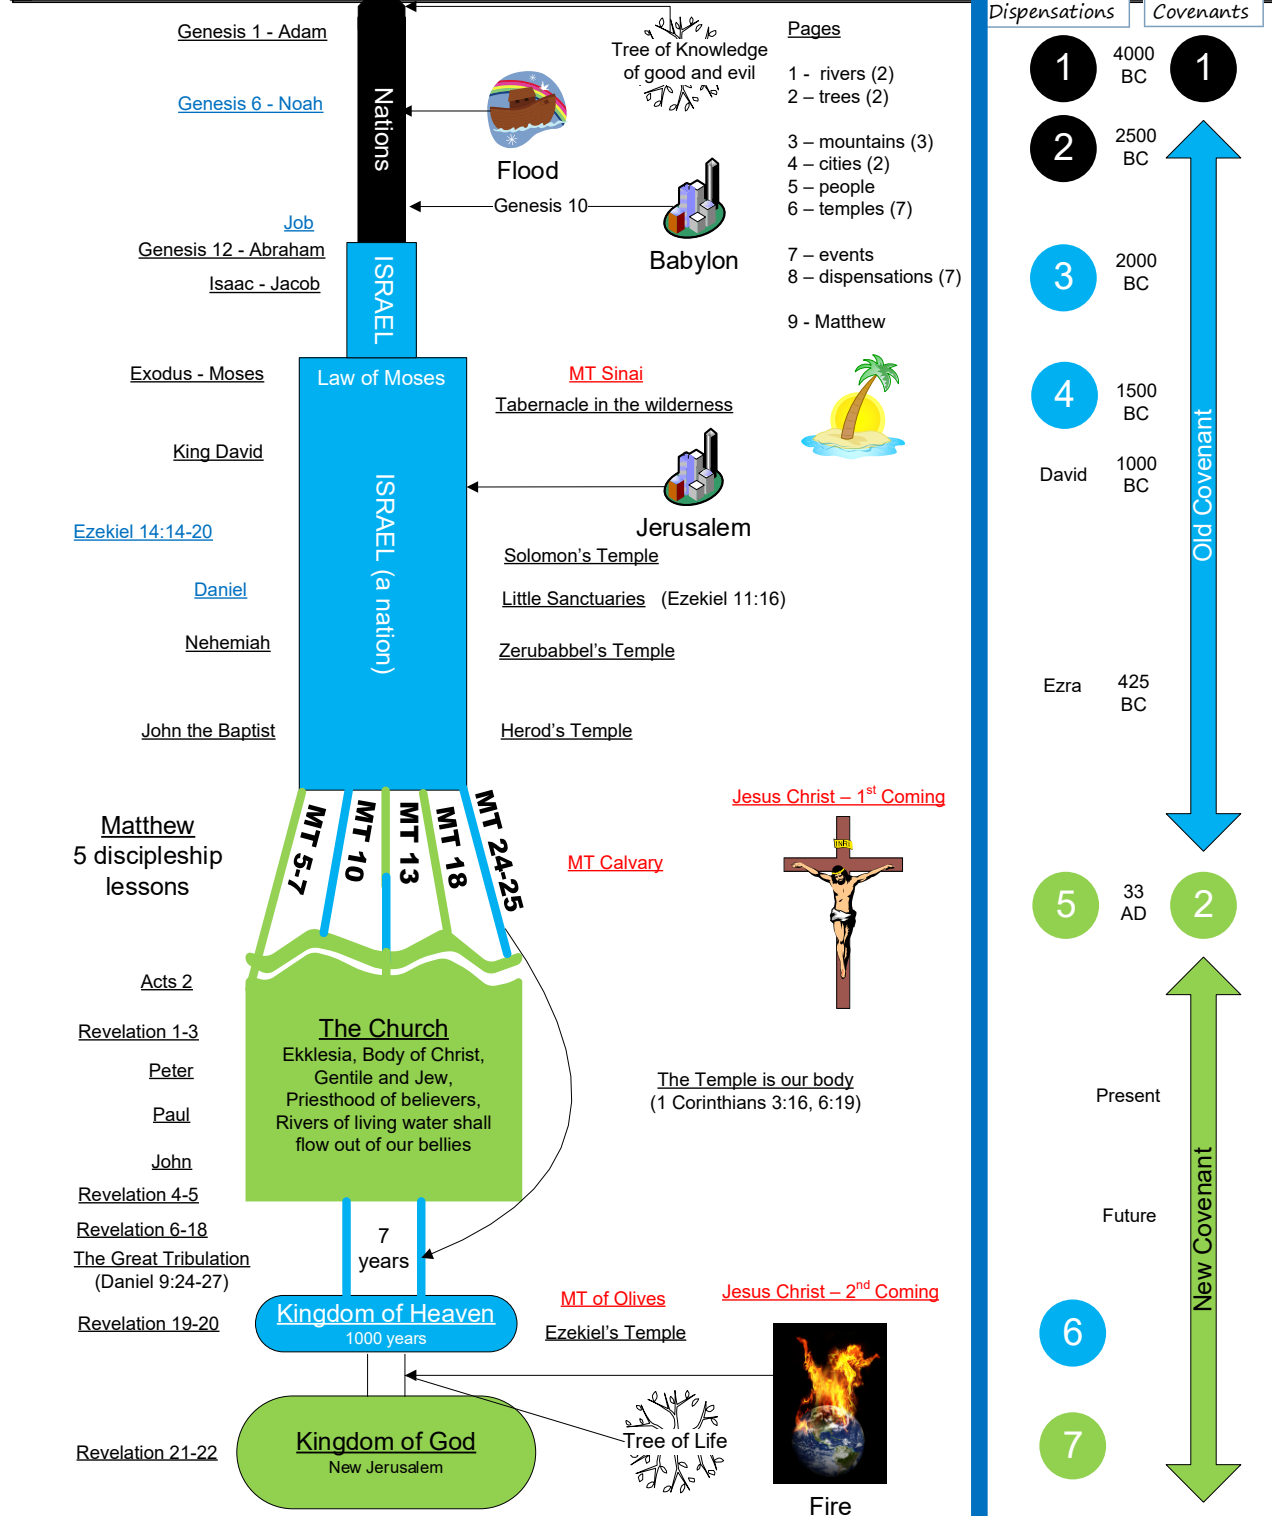 Dispensations
Covenants
Genesis 1 - Adam
Tree of Knowledge
of good and evil
Pages
1 - rivers (2)
2 – trees (2)
3 – mountains (3)
4 – cities (2)
5 – people
6 – temples (7)
7 – events
8 – dispensations (7)
9 - Matthew
1
4000
BC
1
Nations
Genesis 6 - Noah
Flood
2
2500
BC
Genesis 10
Babylon
Job
Genesis 12 - Abraham
Isaac - Jacob
ISRAEL
3
2000
BC
Exodus - Moses
Law of Moses
MT Sinai
Tabernacle in the wilderness
4
1500
BC
King David
David
1000
BC
Old Covenant
Jerusalem
ISRAEL (a nation)
Ezekiel 14:14-20
Solomon's Temple
Daniel
Little Sanctuaries (Ezekiel 11:16)
Nehemiah
Zerubabbel's Temple
Ezra
425
BC
John the Baptist
Herod's Temple
Jesus Christ – 1st Coming
Matthew
5 discipleship
lessons
MT 5-7
MT 10
MT 13
MT 18
MT 24-25
MT Calvary
INRI
5
33
AD
2
Acts 2
Revelation 1-3
Peter
Paul
John
Revelation 4-5
The Church
Ekklesia, Body of Christ,
Gentile and Jew,
Priesthood of believers,
Rivers of living water shall
flow out of our bellies
The Temple is our body
(1 Corinthians 3:16, 6:19)
Present
Future
New Covenant
Revelation 6-18
The Great Tribulation
(Daniel 9:24-27)
7
years
Revelation 19-20
Kingdom of Heaven
1000 years
MT of Olives
Ezekiel's Temple
Jesus Christ – 2nd Coming
6
Revelation 21-22
Kingdom of God
New Jerusalem
Tree of Life
Fire
7